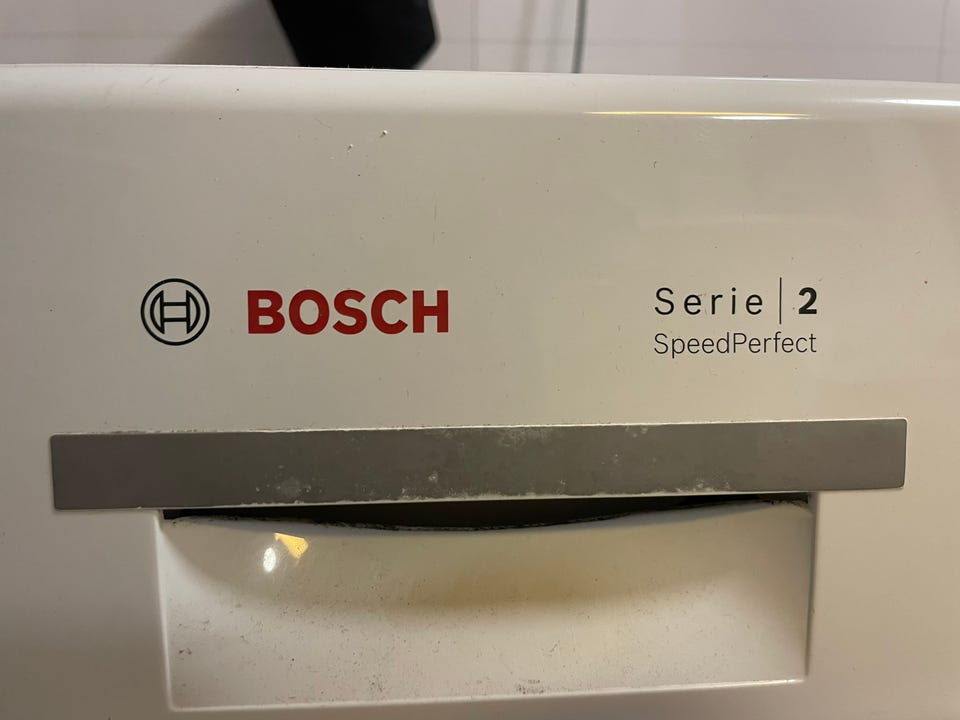 BOSCH
Serie | 2
SpeedPerfect